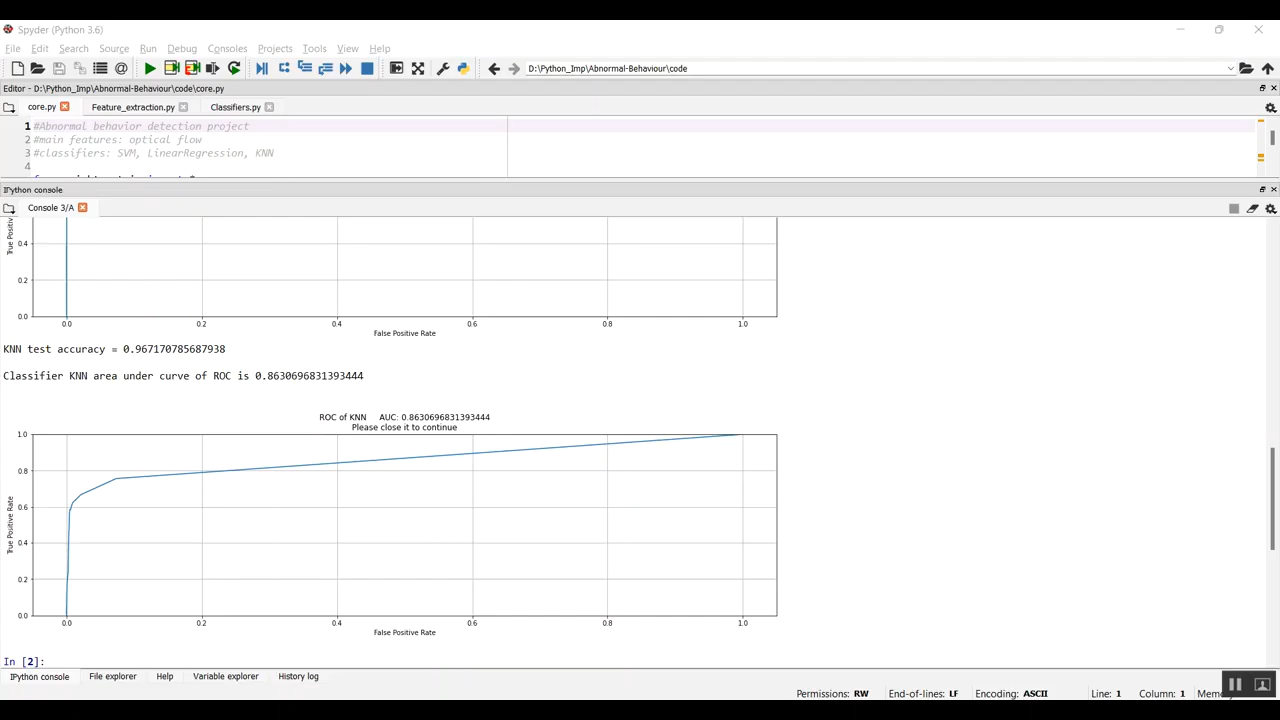 Spyder (Python 3.6)
File Edit Search Source Run Debug Consoles Projects Tools View Help
D:\Python_Imp\Abnormal-Behaviour\code
Editor - D:\Python_Imp\Abnormal-Behaviour\code\core.py
core.py Feature_extraction.py Classifiers.py
1 #Abnormal behavior detection project
2 #main features: optical flow
3 #classifiers: SVM, LinearRegression, KNN
4
IPython console
Console 3/A
True Positiv
0.4
0.2
0.0
0.0 0.2 0.4 0.6 0.8 1.0
False Positive Rate
KNN test accuracy = 0.967170785687938
Classifier KNN area under curve of ROC is 0.8630696831393444
ROC of KNN AUC: 0.8630696831393444
Please close it to continue
True Positive Rate
1.0
0.8
0.6
0.4
0.2
0.0
0.0 0.2 0.4 0.6 0.8 1.0
False Positive Rate
In [2]:
IPython console File explorer Help Variable explorer History log
Permissions: RW End-of-lines: LF Encoding: ASCII Line: 1 Column: 1